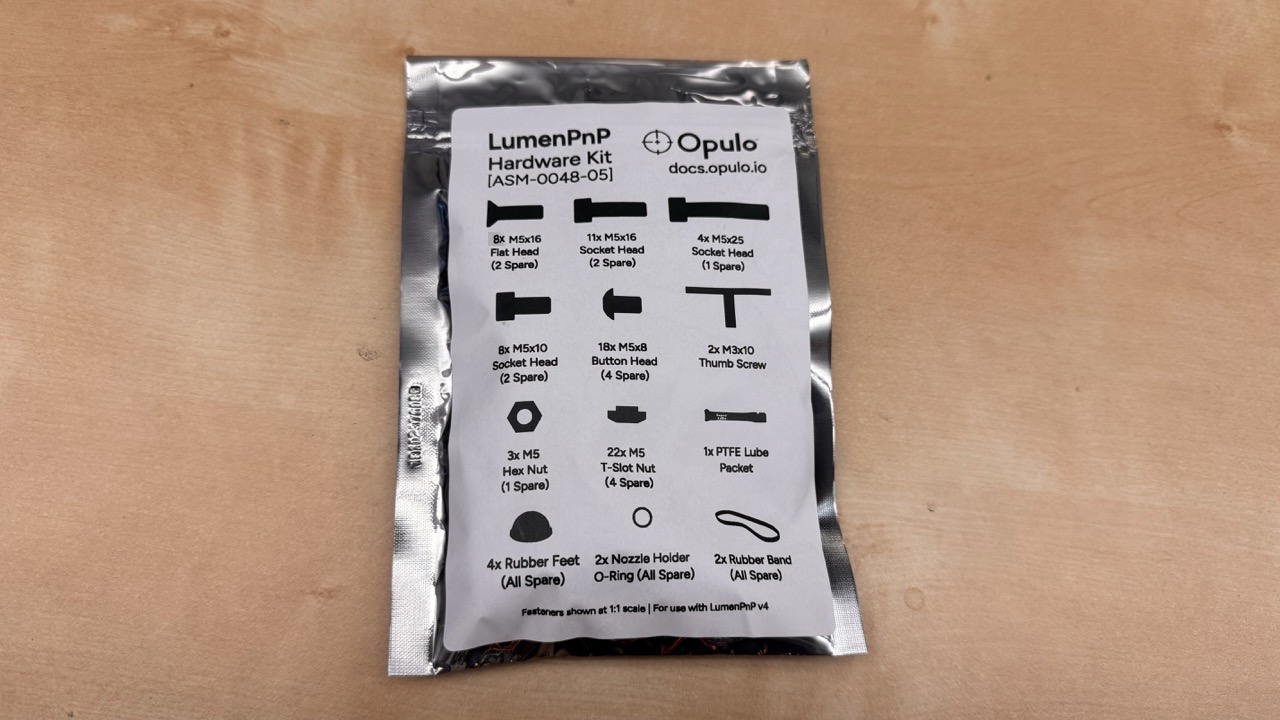 LumenPnP
Hardware Kit
[ASM-0048-05]
Opulo
docs.opulo.io
8x M5x16
Flat Head
(2 Spare)
11x M5x16
Socket Head
(2 Spare)
4x M5x25
Socket Head
(1 Spare)
8x M5x10
Socket Head
(2 Spare)
18x M5x8
Button Head
(4 Spare)
2x M3x10
Thumb Screw
3x M5
Hex Nut
(1 Spare)
22x M5
T-Slot Nut
(4 Spare)
1x PTFE Lube
Packet
4x Rubber Feet
(All Spare)
2x Nozzle Holder
O-Ring (All Spare)
2x Rubber Band
(All Spare)
Fasteners shown at 1:1 scale | For use with LumenPnP v4